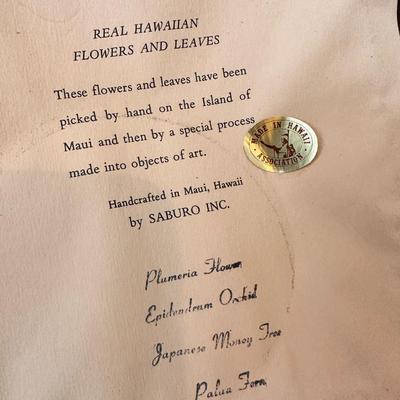 REAL HAWAIIAN
FLOWERS AND LEAVES
These flowers and leaves have been
picked by hand on the Island of
Maui and then by a special process
made into objects of art.
MADE IN HAWAII
ASSOCIATION
Handcrafted in Maui, Hawaii
by SABURO INC.
Plumeria Flower
Epidendrum Orchid
Japanese Money Tree
Palua Fern